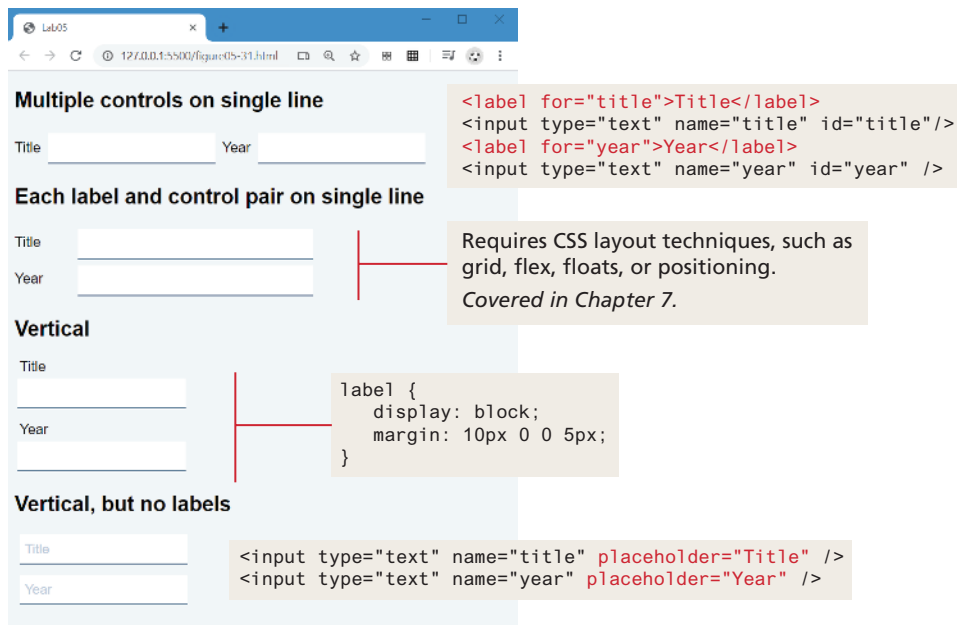 Lab05
127.0.0.1:5500/figure05-31.html
Multiple controls on single line
Title
Year
<label for="title">Title</label>
<input type="text" name="title" id="title"/>
<label for="year">Year</label>
<input type="text" name="year" id="year" />
Each label and control pair on single line
Title
Year
Requires CSS layout techniques, such as
grid, flex, floats, or positioning.
Covered in Chapter 7.
Vertical
Title
Year
label {
display: block;
margin: 10px 0 0 5px;
}
Vertical, but no labels
Title
Year
<input type="text" name="title" placeholder="Title" />
<input type="text" name="year" placeholder="Year" />